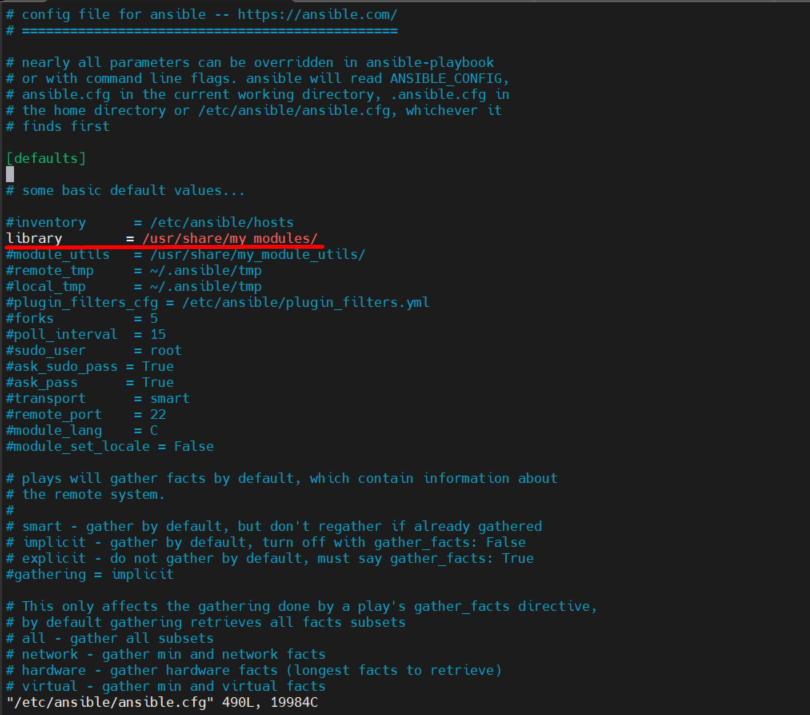 # config file for ansible -- https://ansible.com/
# ===============================================
# nearly all parameters can be overridden in ansible-playbook
# or with command line flags. ansible will read ANSIBLE_CONFIG,
# ansible.cfg in the current working directory, .ansible.cfg in
# the home directory or /etc/ansible/ansible.cfg, whichever it
# finds first
[defaults]
# some basic default values...
#inventory      = /etc/ansible/hosts
library        = /usr/share/my_modules/
#module_utils   = /usr/share/my_module_utils/
#remote_tmp     = ~/.ansible/tmp
#local_tmp      = ~/.ansible/tmp
#plugin_filters_cfg = /etc/ansible/plugin_filters.yml
#forks          = 5
#poll_interval  = 15
#sudo_user      = root
#ask_sudo_pass = True
#ask_pass      = True
#transport      = smart
#remote_port    = 22
#module_lang    = C
#module_set_locale = False
# plays will gather facts by default, which contain information about
# the remote system.
#
# smart - gather by default, but don't regather if already gathered
# implicit - gather by default, turn off with gather_facts: False
# explicit - do not gather by default, must say gather_facts: True
#gathering = implicit
# This only affects the gathering done by a play's gather_facts directive,
# by default gathering retrieves all facts subsets
# all - gather all subsets
# network - gather min and network facts
# hardware - gather hardware facts (longest facts to retrieve)
# virtual - gather min and virtual facts
"/etc/ansible/ansible.cfg" 490L, 19984C